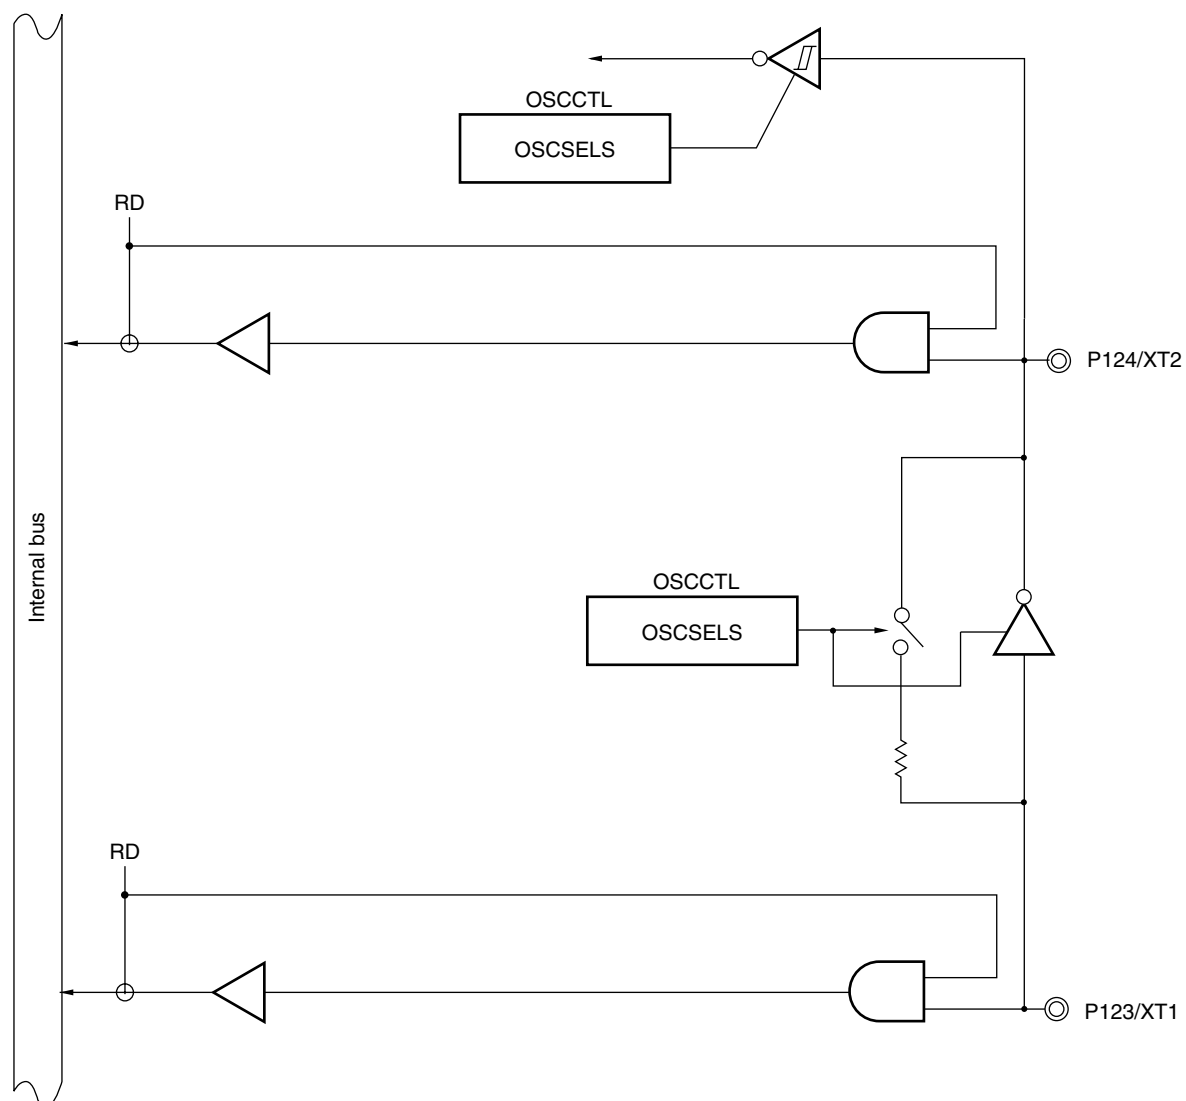 OSCCTL
OSCSELS
RD
P124/XT2
Internal bus
OSCCTL
OSCSELS
RD
P123/XT1